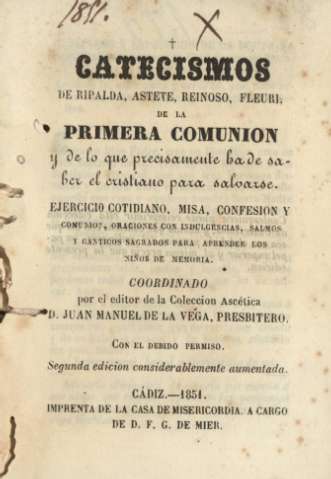 1851.
CATECISMOS
DE RIPALDA, ASTETE, REINOSO, FLEURI;
DE LA
PRIMERA COMUNION
y de lo que precisamente ha de sa-
ber el cristiano para salvarse.
EJERCICIO COTIDIANO, MISA, CONFESION Y
COMUNION, ORACIONES CON INDULGENCIAS, SALMOS
Y CÁNTICOS SAGRADOS PARA APRENDER LOS
NIÑOS DE MEMORIA.
COORDINADO
por el editor de la Coleccion Ascética
D. JUAN MANUEL DE LA VEGA, PRESBITERO.
CON EL DEBIDO PERMISO.
Segunda edicion considerablemente aumentada.
CÁDIZ.—1851.
IMPRENTA DE LA CASA DE MISERICORDIA. A CARGO
DE D. F. G. DE MIER.